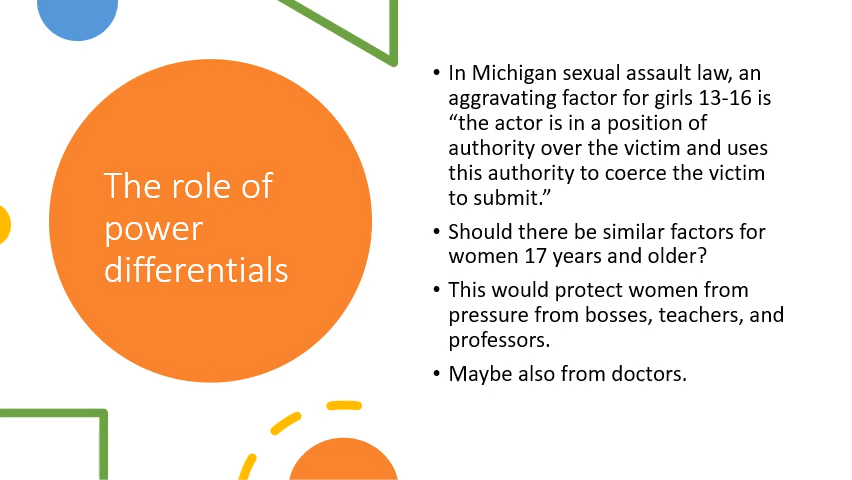 The role of
power
differentials
• In Michigan sexual assault law, an
aggravating factor for girls 13-16 is
“the actor is in a position of
authority over the victim and uses
this authority to coerce the victim
to submit.”
• Should there be similar factors for
women 17 years and older?
• This would protect women from
pressure from bosses, teachers, and
professors.
• Maybe also from doctors.